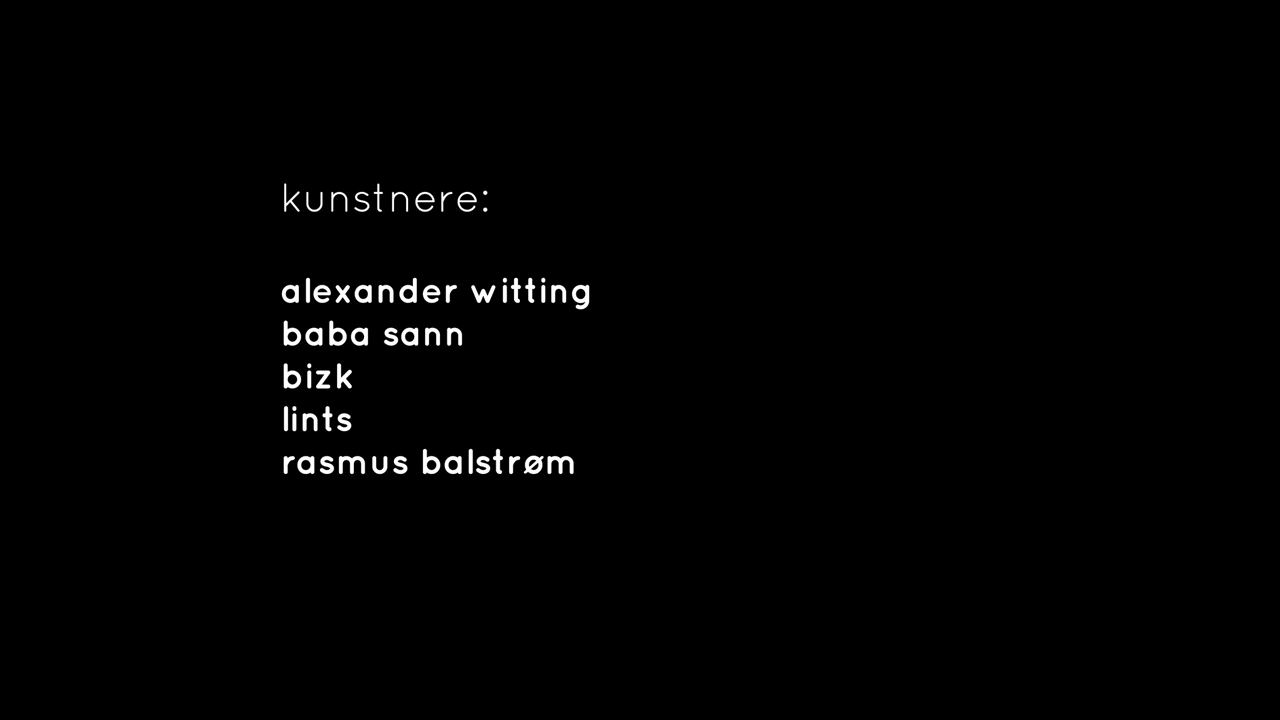 kunstnere:
alexander witting
baba sann
bizk
lints
rasmus balstrøm